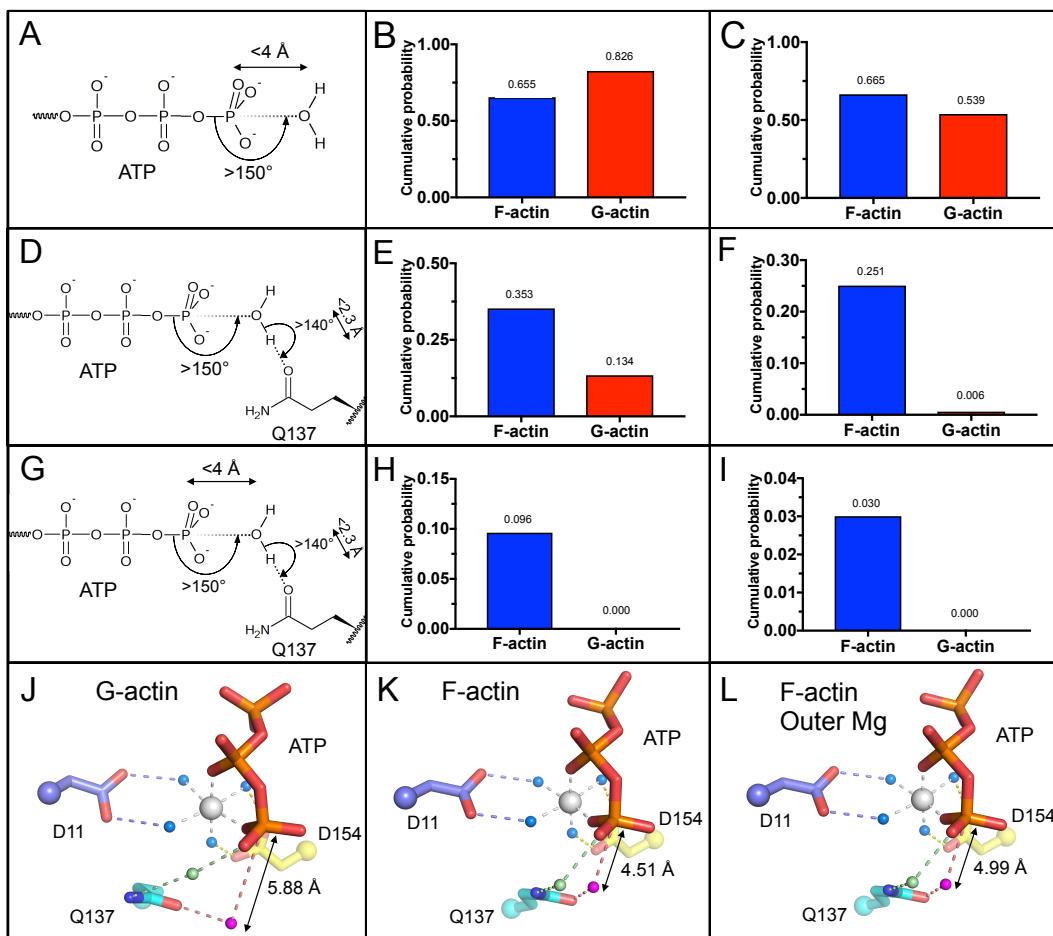 A
<4 Å
O⁻ O⁻ O O⁻ H
O P O P O P O
O O O⁻ H
ATP
>150°
B
Cumulative probability
1.00
0.50
0.00
0.655
0.826
F-actin G-actin
C
Cumulative probability
1.00
0.50
0.00
0.665
0.539
F-actin G-actin
D
O⁻ O⁻ O O⁻ H
O P O P O P O
O O O⁻ H
<2.3 Å
>140°
ATP
>150°
O
H₂N
Q137
E
Cumulative probability
0.50
0.25
0.00
0.353
0.134
F-actin G-actin
F
Cumulative probability
0.30
0.20
0.10
0.00
0.251
0.006
F-actin G-actin
G
<4 Å
O⁻ O⁻ O O⁻ H
O P O P O P O
O O O⁻ H
<2.3 Å
>140°
ATP
>150°
O
H₂N
Q137
H
Cumulative probability
0.15
0.10
0.05
0.00
0.096
0.000
F-actin G-actin
I
Cumulative probability
0.04
0.03
0.02
0.01
0.00
0.030
0.000
F-actin G-actin
J
G-actin
ATP
D11
D154
5.88 Å
Q137
K
F-actin
ATP
D11
D154
4.51 Å
Q137
L
F-actin
Outer Mg
ATP
D11
D154
4.99 Å
Q137